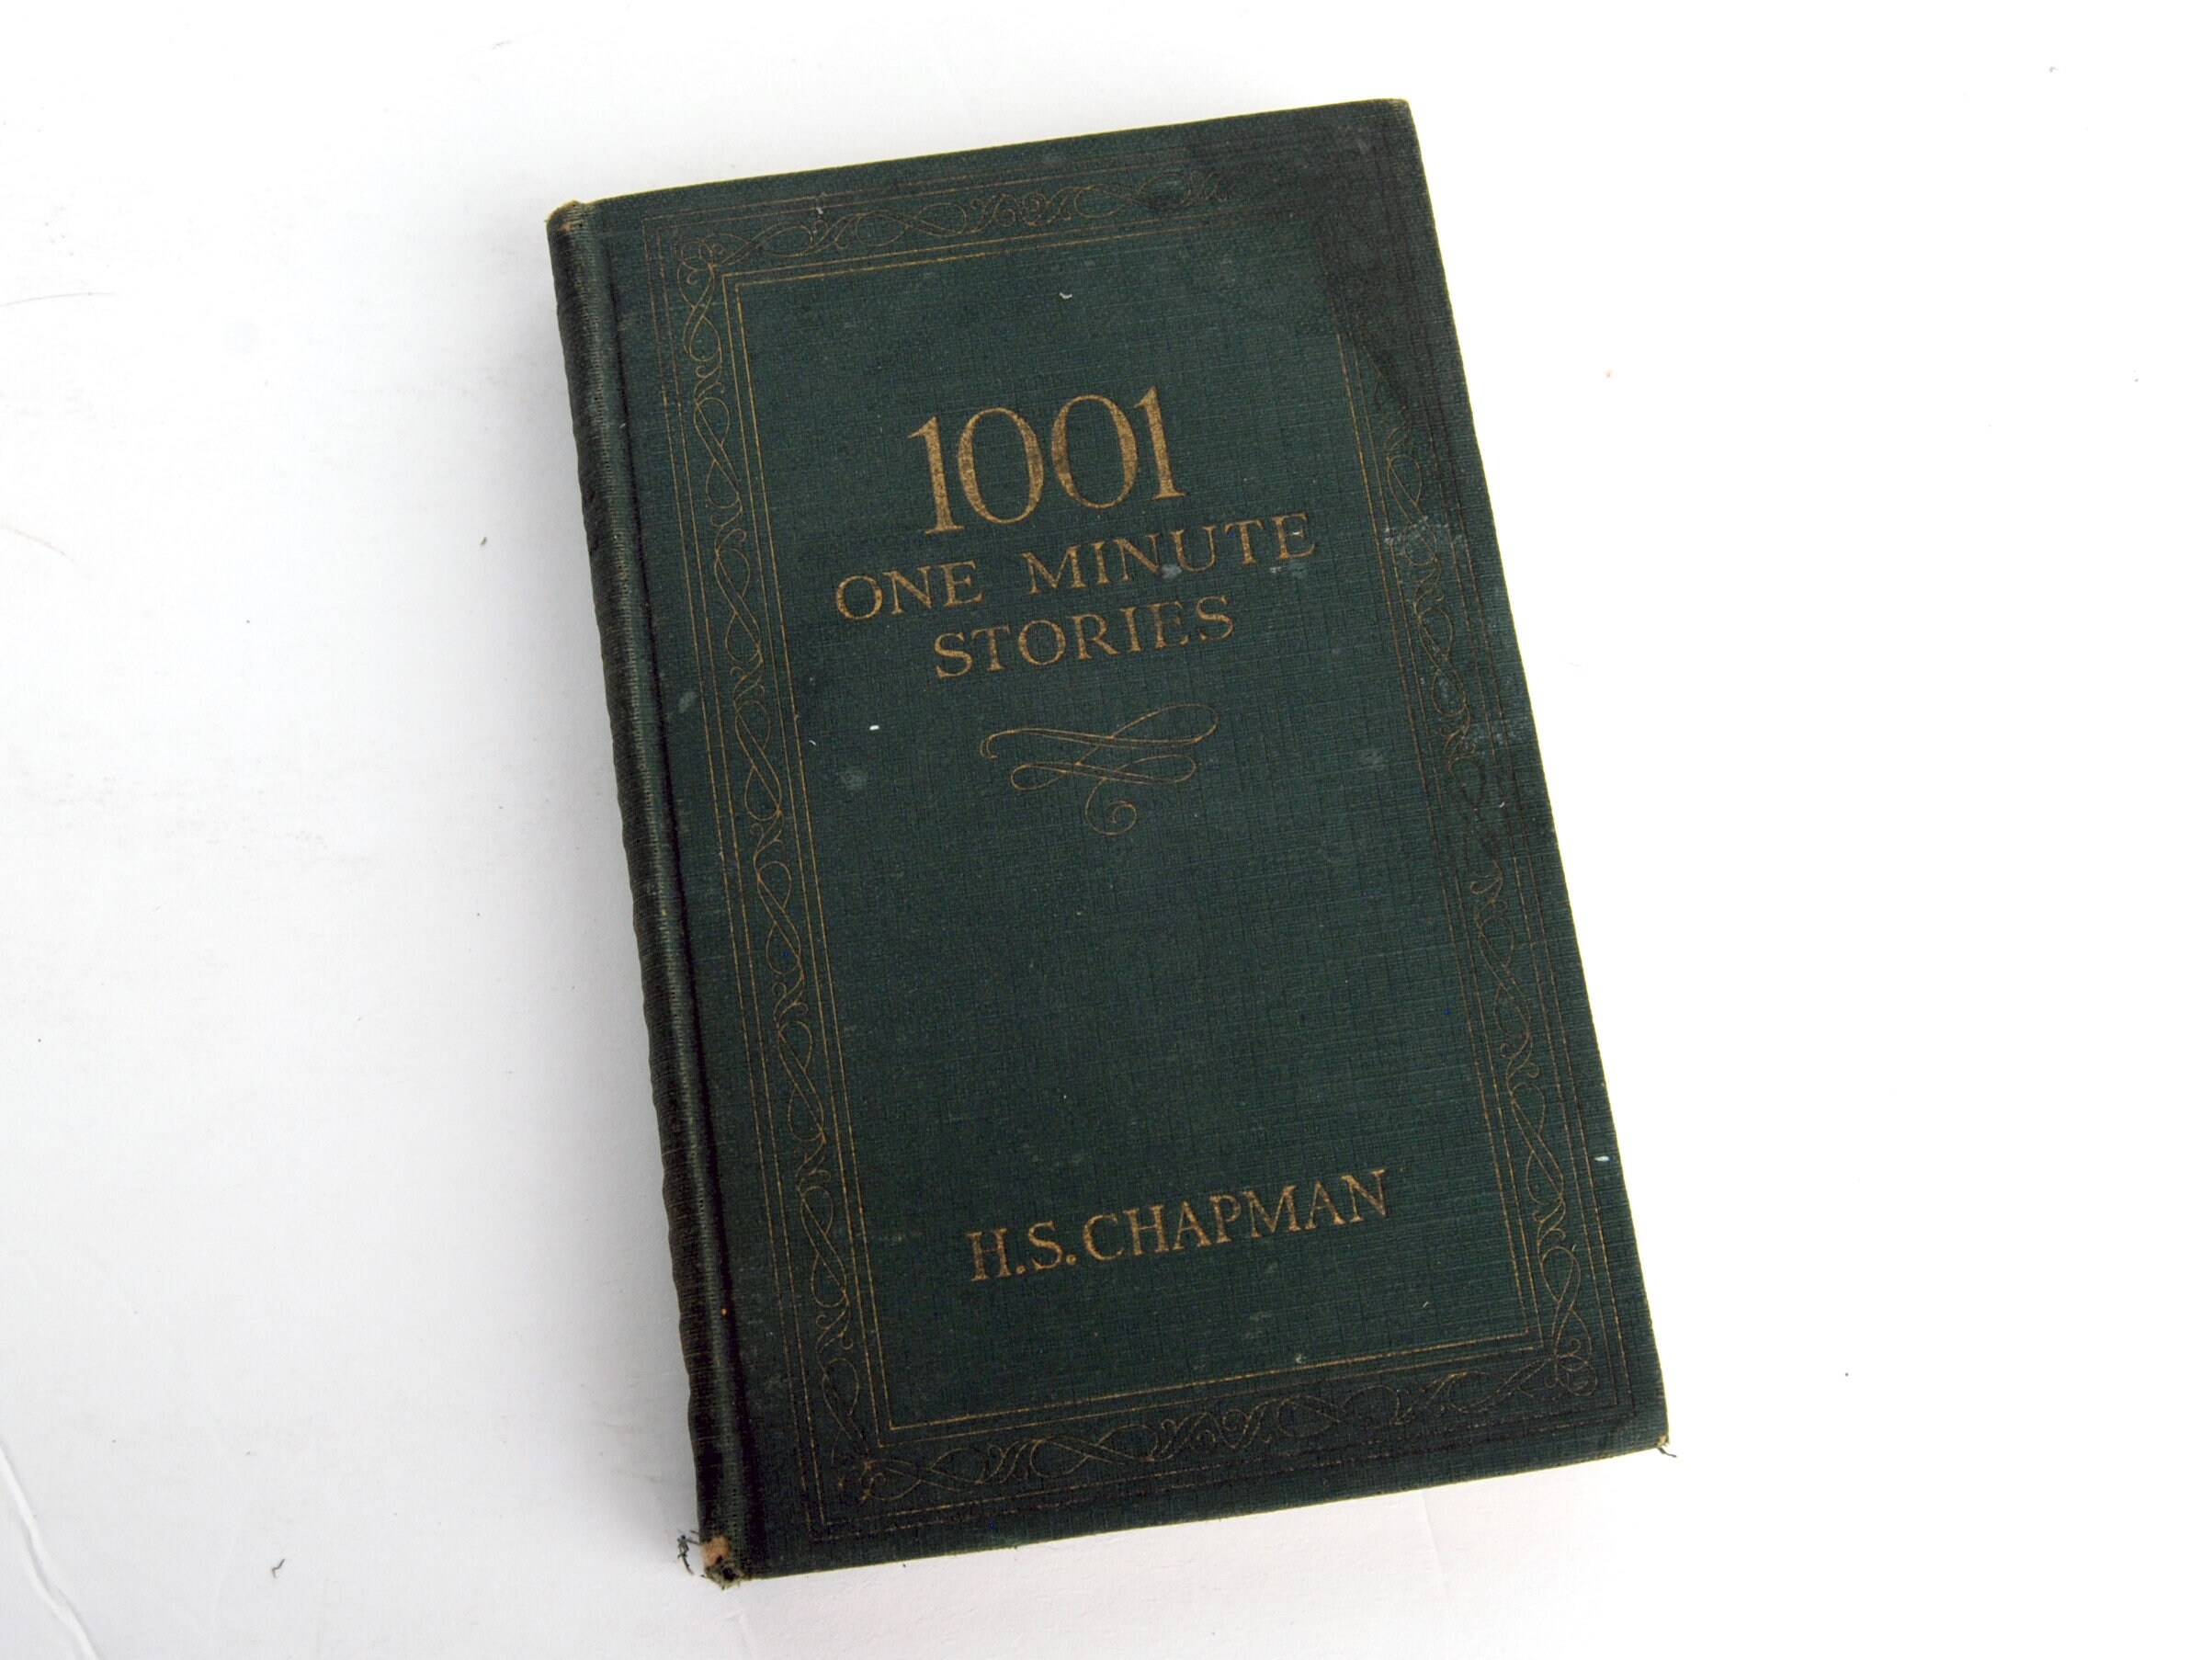 1001
ONE MINUTE
STORIES
H.S. CHAPMAN